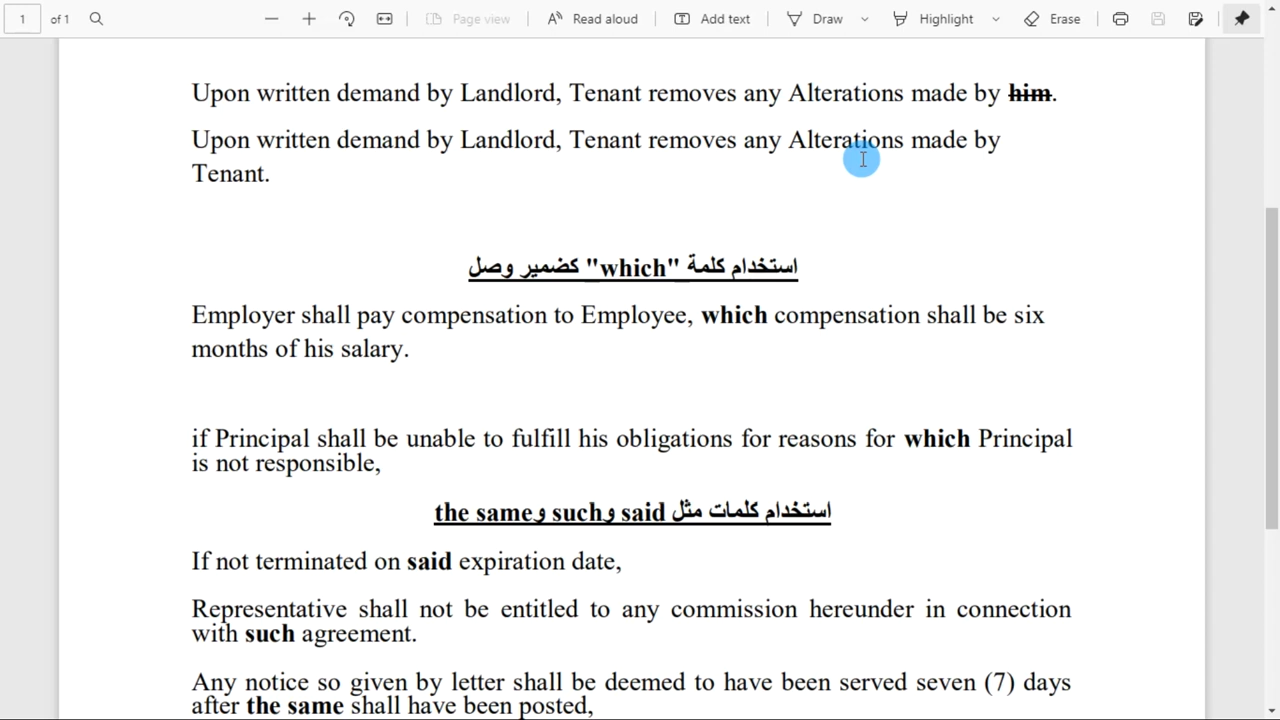 1 of 1 Page view Read aloud Add text Draw Highlight Erase
Upon written demand by Landlord, Tenant removes any Alterations made by him.
Upon written demand by Landlord, Tenant removes any Alterations made by
Tenant.
استخدام كلمة "which" كضمير وصل
Employer shall pay compensation to Employee, which compensation shall be six
months of his salary.
if Principal shall be unable to fulfill his obligations for reasons for which Principal
is not responsible,
استخدام كلمات مثل said وsuch وthe same
If not terminated on said expiration date,
Representative shall not be entitled to any commission hereunder in connection
with such agreement.
Any notice so given by letter shall be deemed to have been served seven (7) days
after the same shall have been posted,